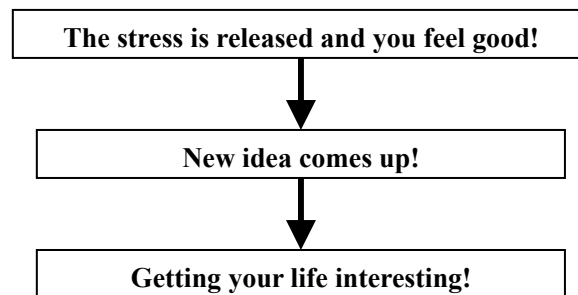 The stress is released and you feel good!
New idea comes up!
Getting your life interesting!